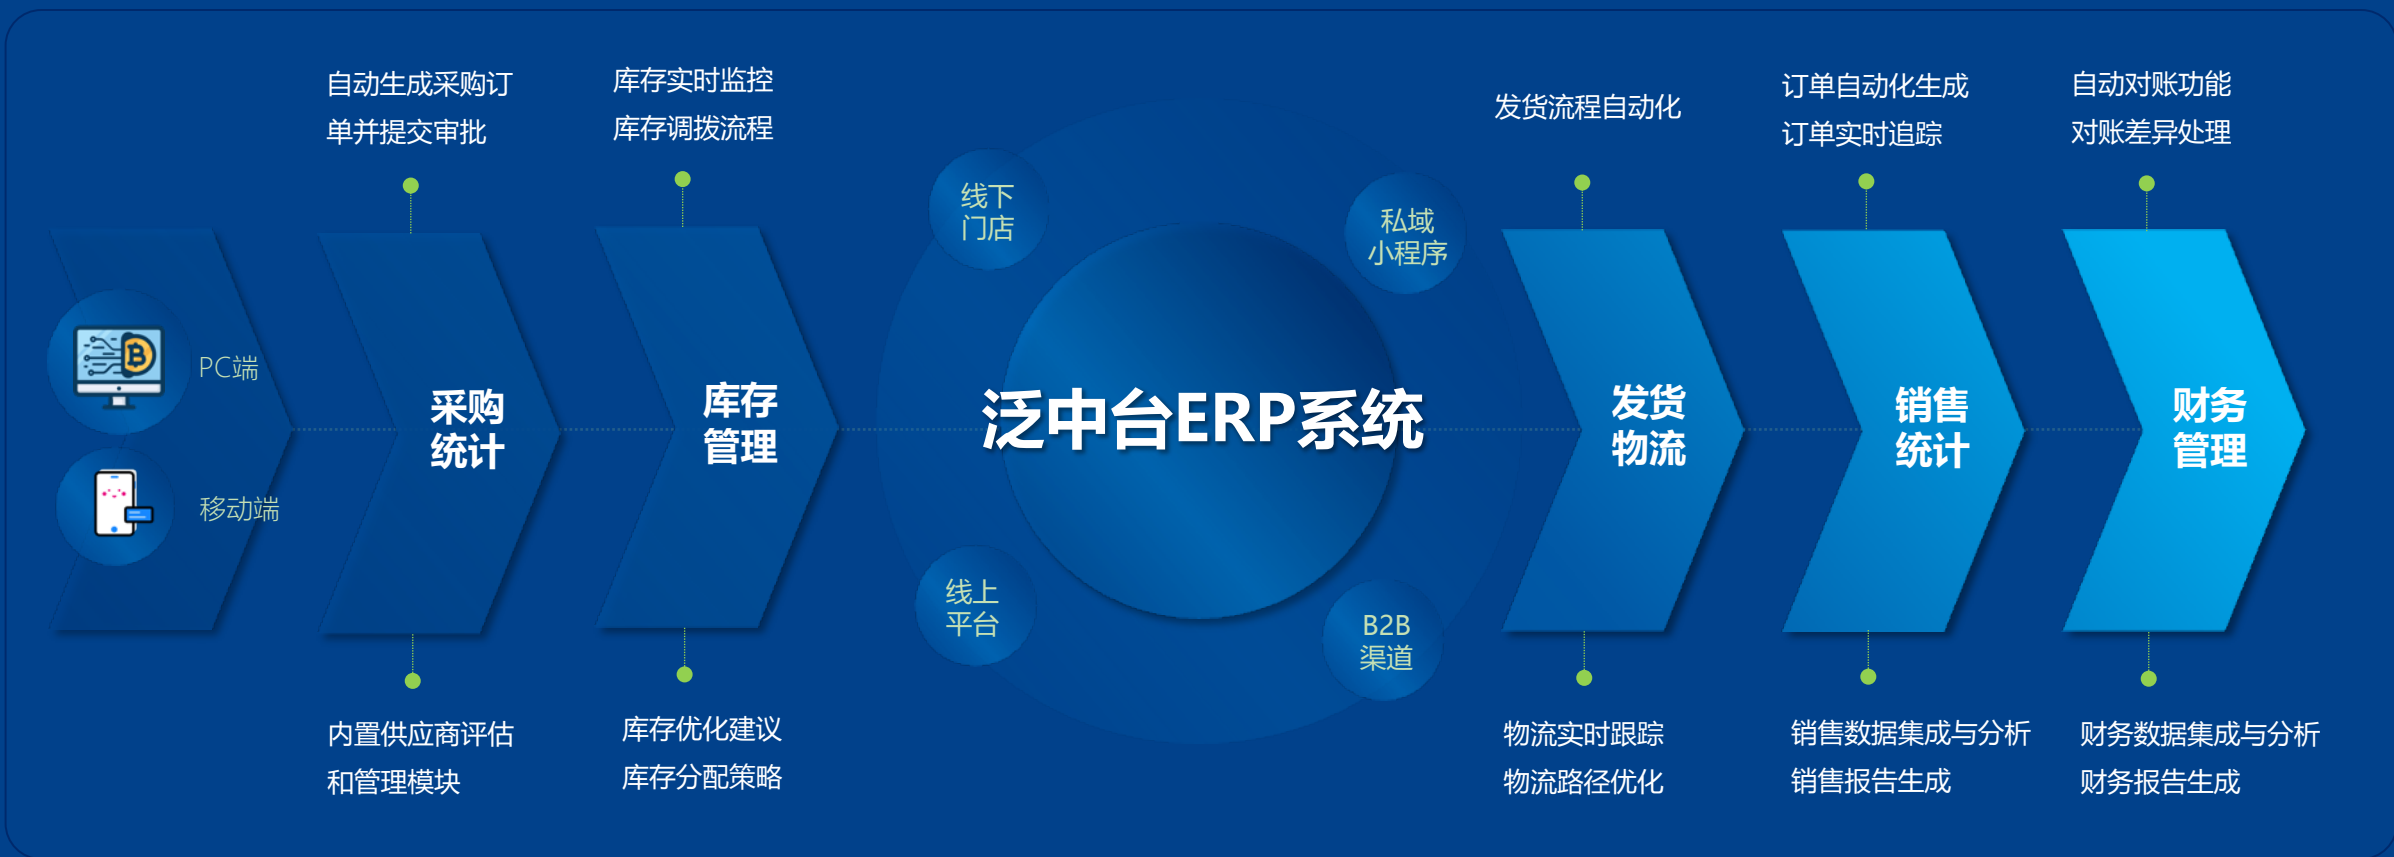 自动生成采购订
单并提交审批
库存实时监控
库存调拨流程
发货流程自动化
订单自动化生成
订单实时追踪
自动对账功能
对账差异处理
PC端
移动端
采购
统计
库存
管理
线下
门店
私域
小程序
泛中台ERP系统
线上
平台
B2B
渠道
发货
物流
销售
统计
财务
管理
内置供应商评估
和管理模块
库存优化建议
库存分配策略
物流实时跟踪
物流路径优化
销售数据集成与分析
销售报告生成
财务数据集成与分析
财务报告生成